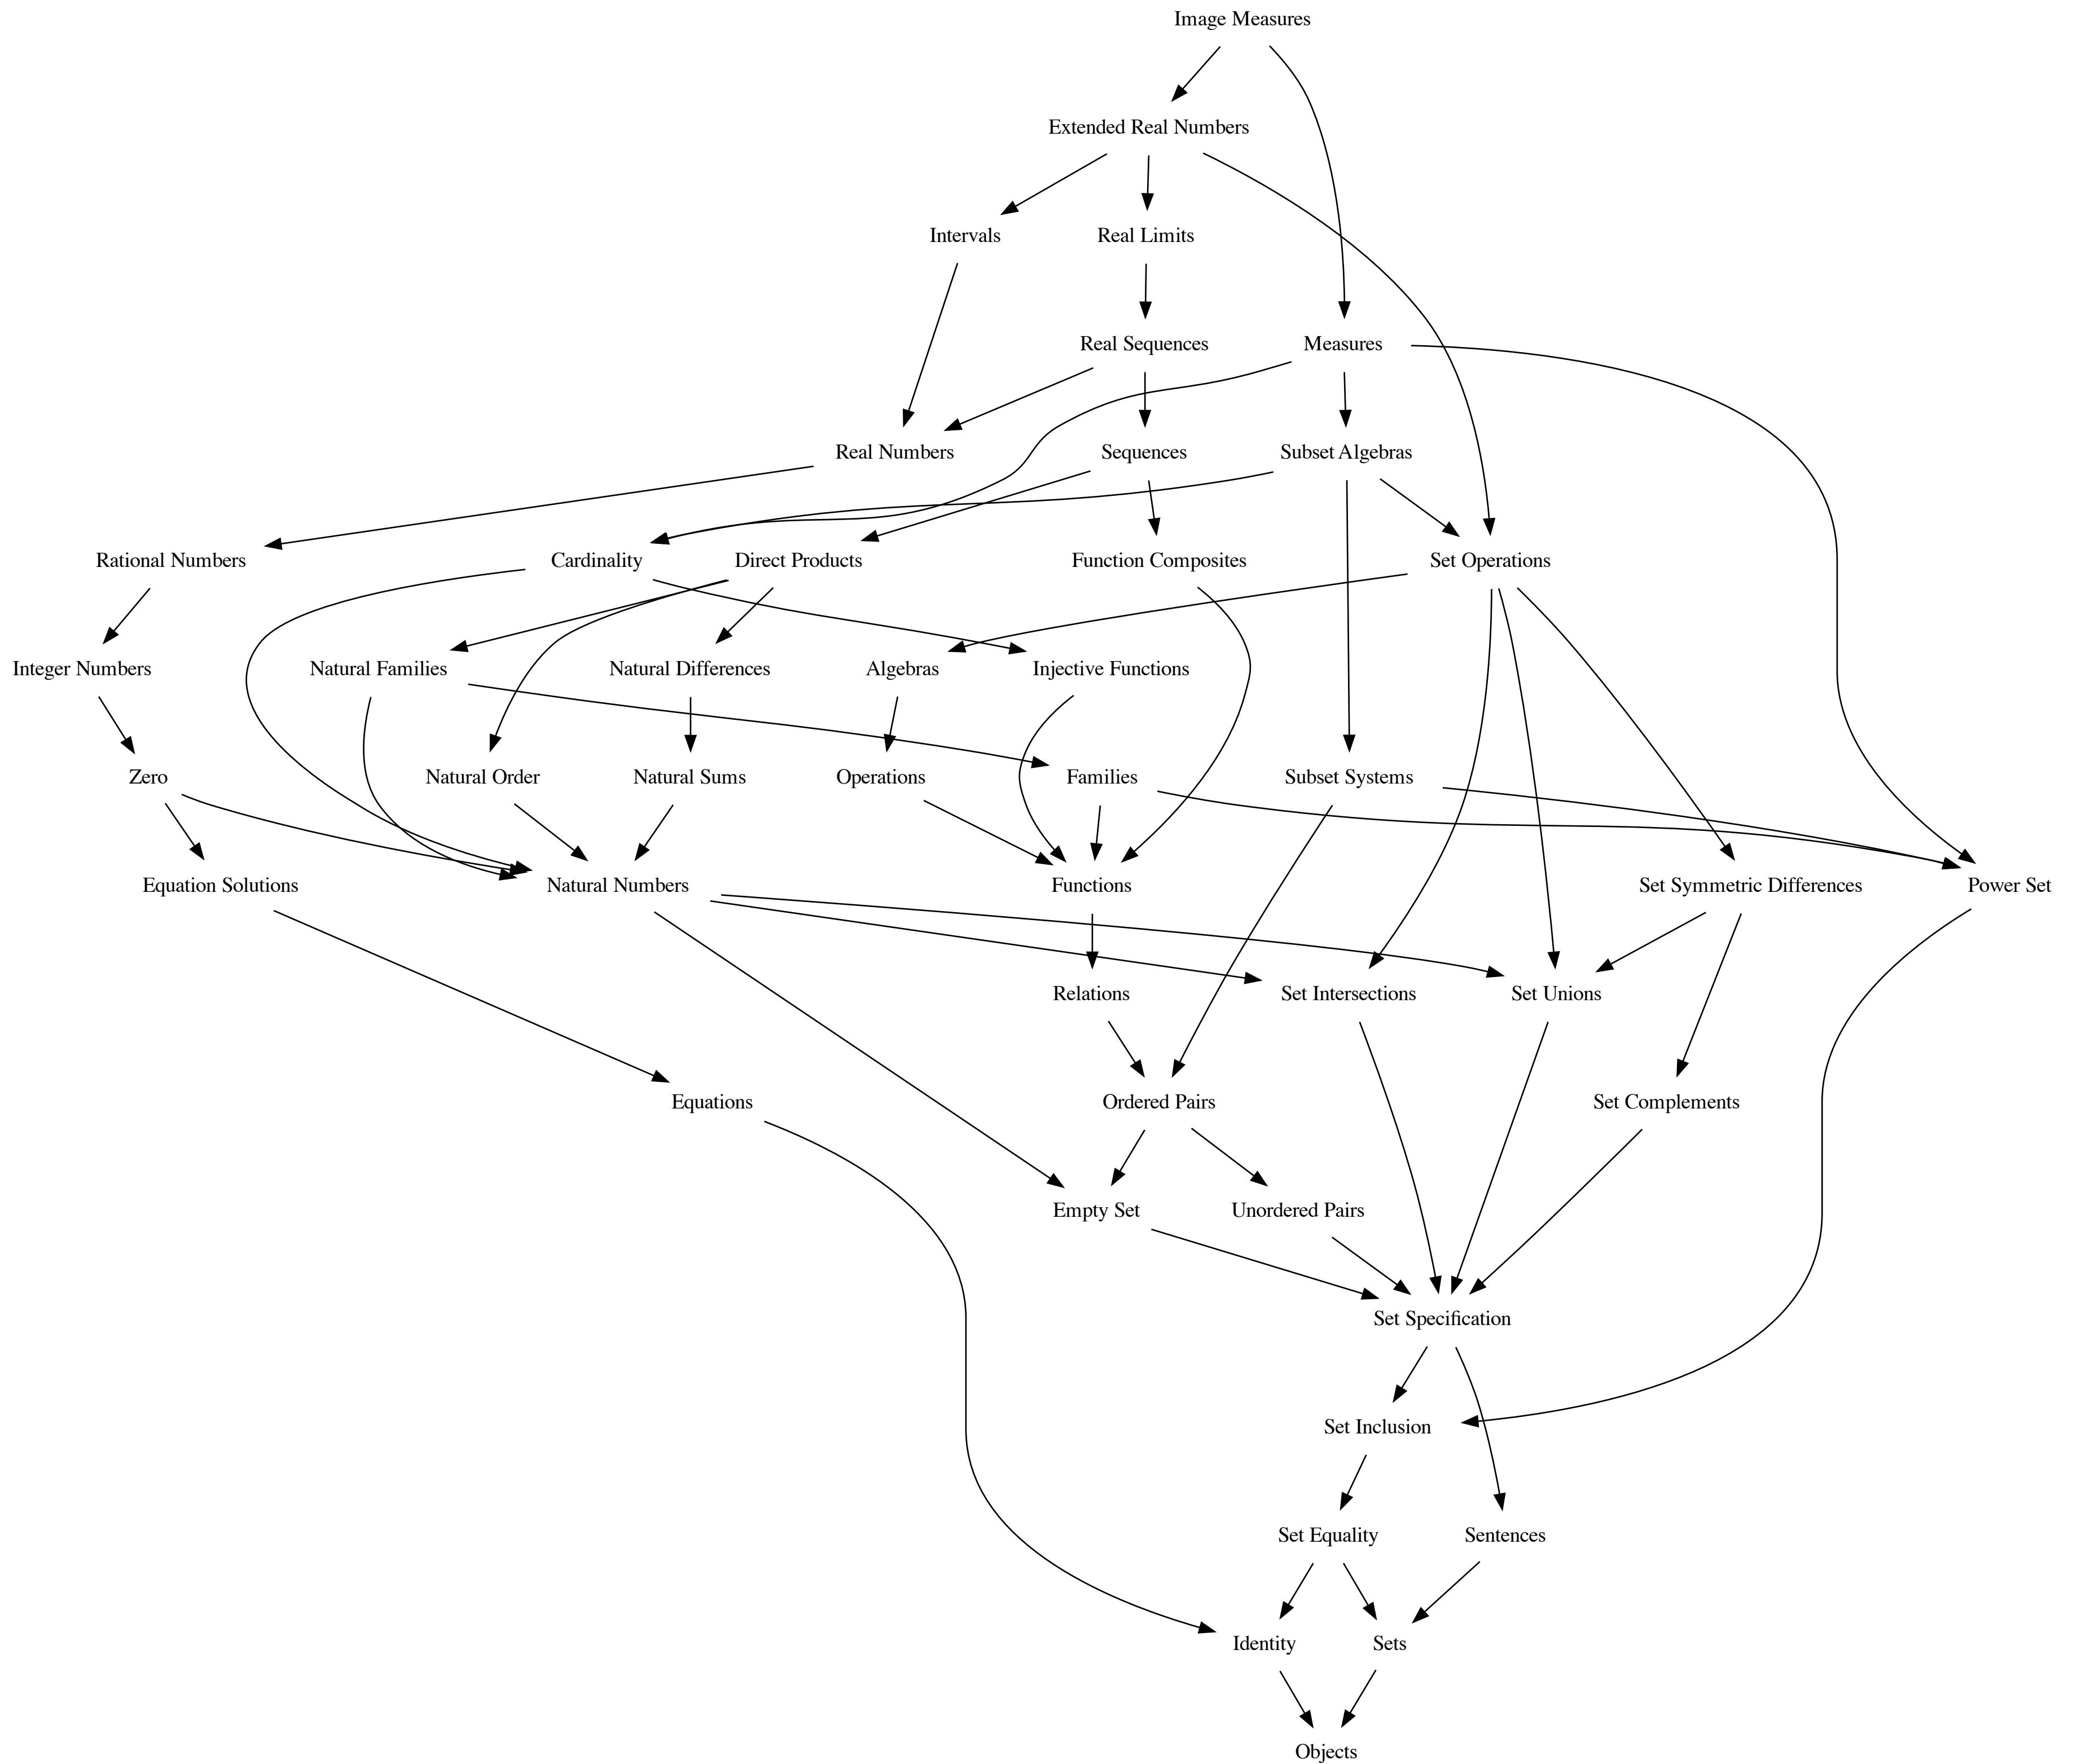 Image Measures
Extended Real Numbers
Intervals
Real Limits
Real Sequences
Measures
Real Numbers
Sequences
Subset Algebras
Rational Numbers
Cardinality
Direct Products
Function Composites
Set Operations
Integer Numbers
Natural Families
Natural Differences
Algebras
Injective Functions
Zero
Natural Order
Natural Sums
Operations
Families
Subset Systems
Equation Solutions
Natural Numbers
Functions
Set Symmetric Differences
Power Set
Relations
Set Intersections
Set Unions
Equations
Ordered Pairs
Set Complements
Empty Set
Unordered Pairs
Set Specification
Set Inclusion
Set Equality
Sentences
Identity
Sets
Objects